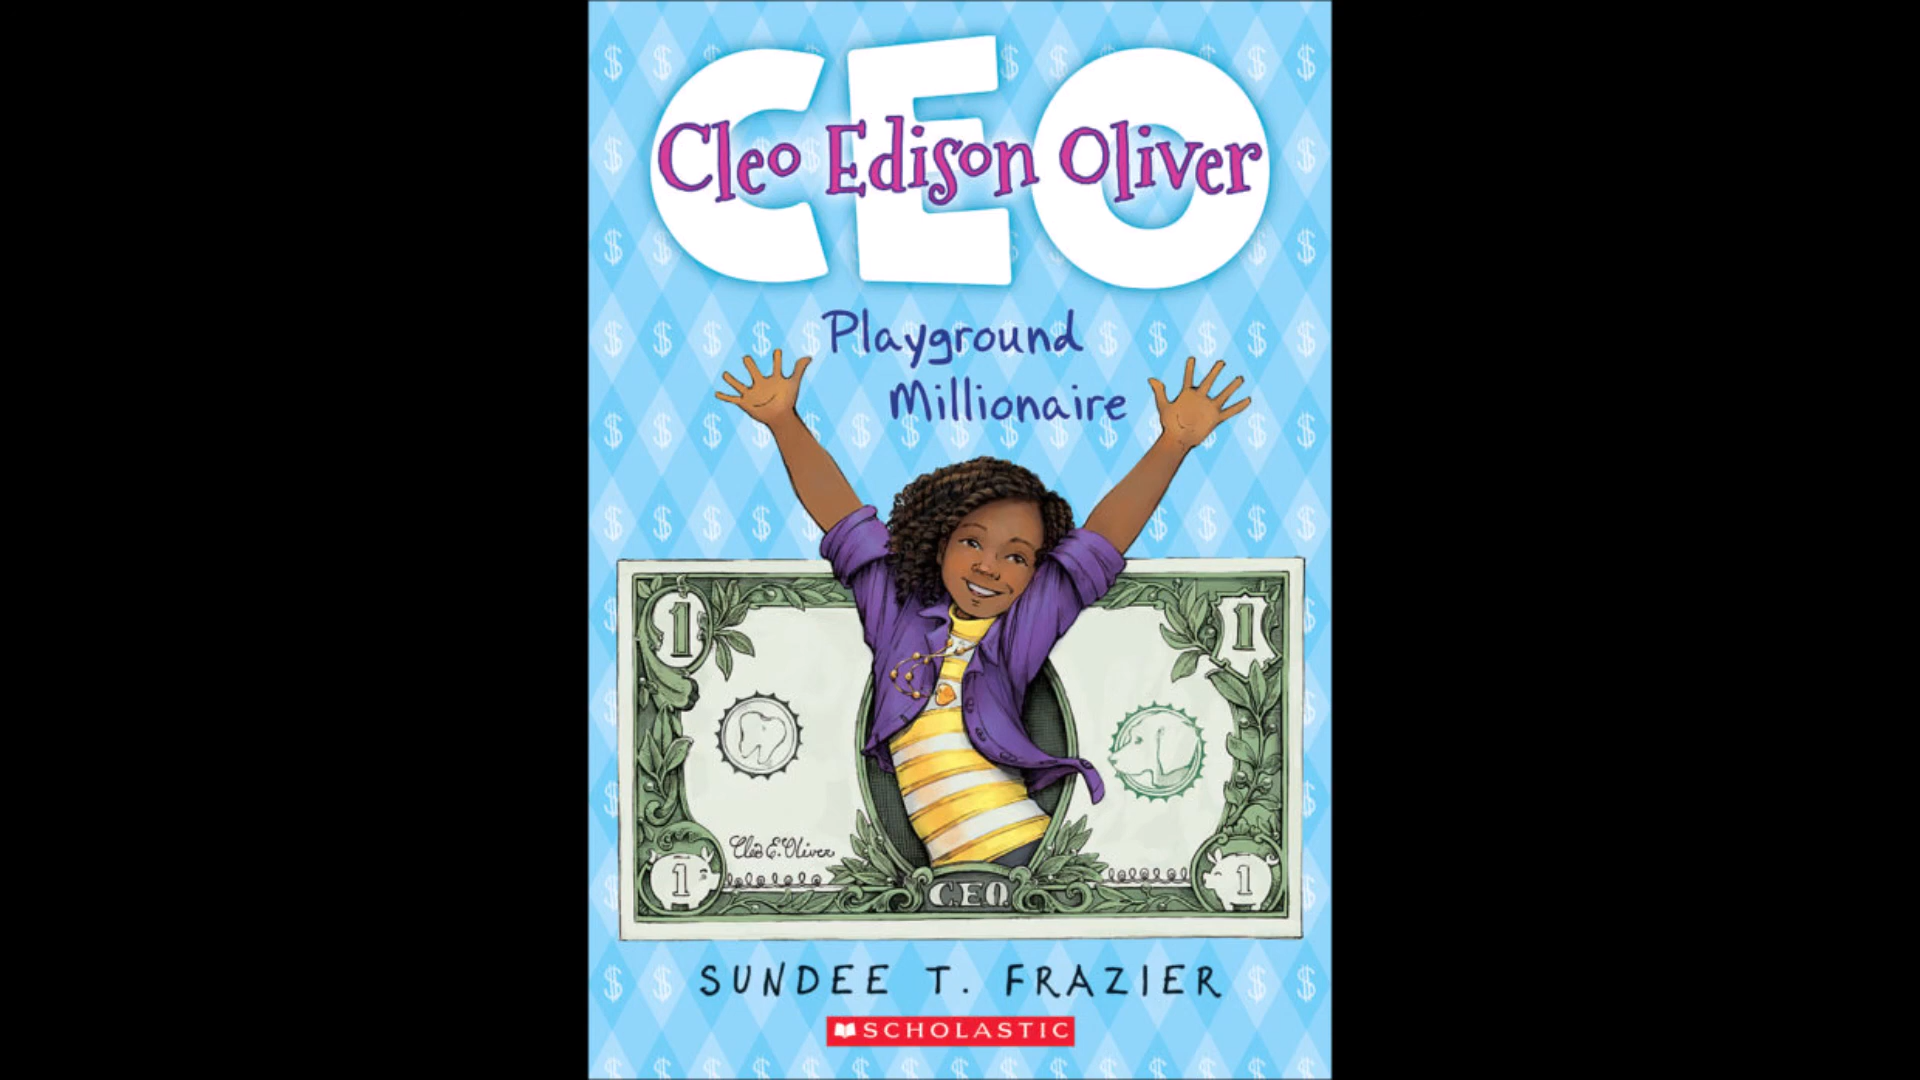 CEO
Cleo Edison Oliver
Playground
Millionaire
1
1
Cleo E. Oliver
1
C.E.O.
1
SUNDEE T. FRAZIER
SCHOLASTIC